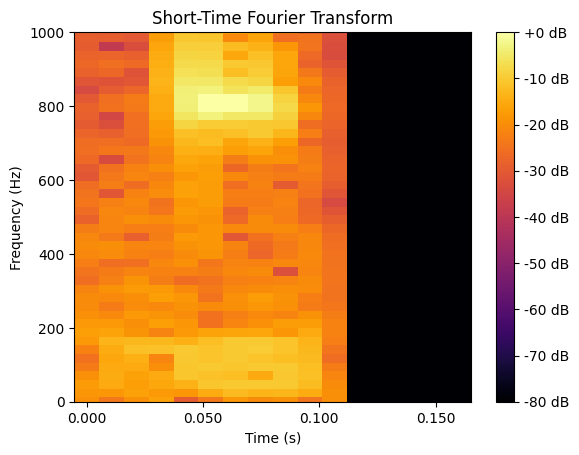 Short-Time Fourier Transform
1000
800
600
400
200
0
Frequency (Hz)
0.000
0.050
0.100
0.150
Time (s)
+0 dB
-10 dB
-20 dB
-30 dB
-40 dB
-50 dB
-60 dB
-70 dB
-80 dB